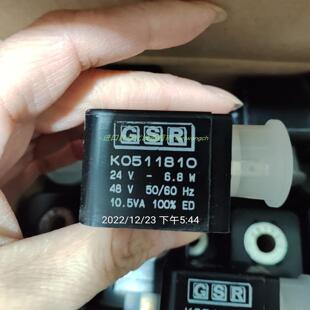 GSR
K0511810
24 V - 6.8 W
48 V 50/60 Hz
10.5VA 100% ED
2022/12/23 下午5:44
GSR